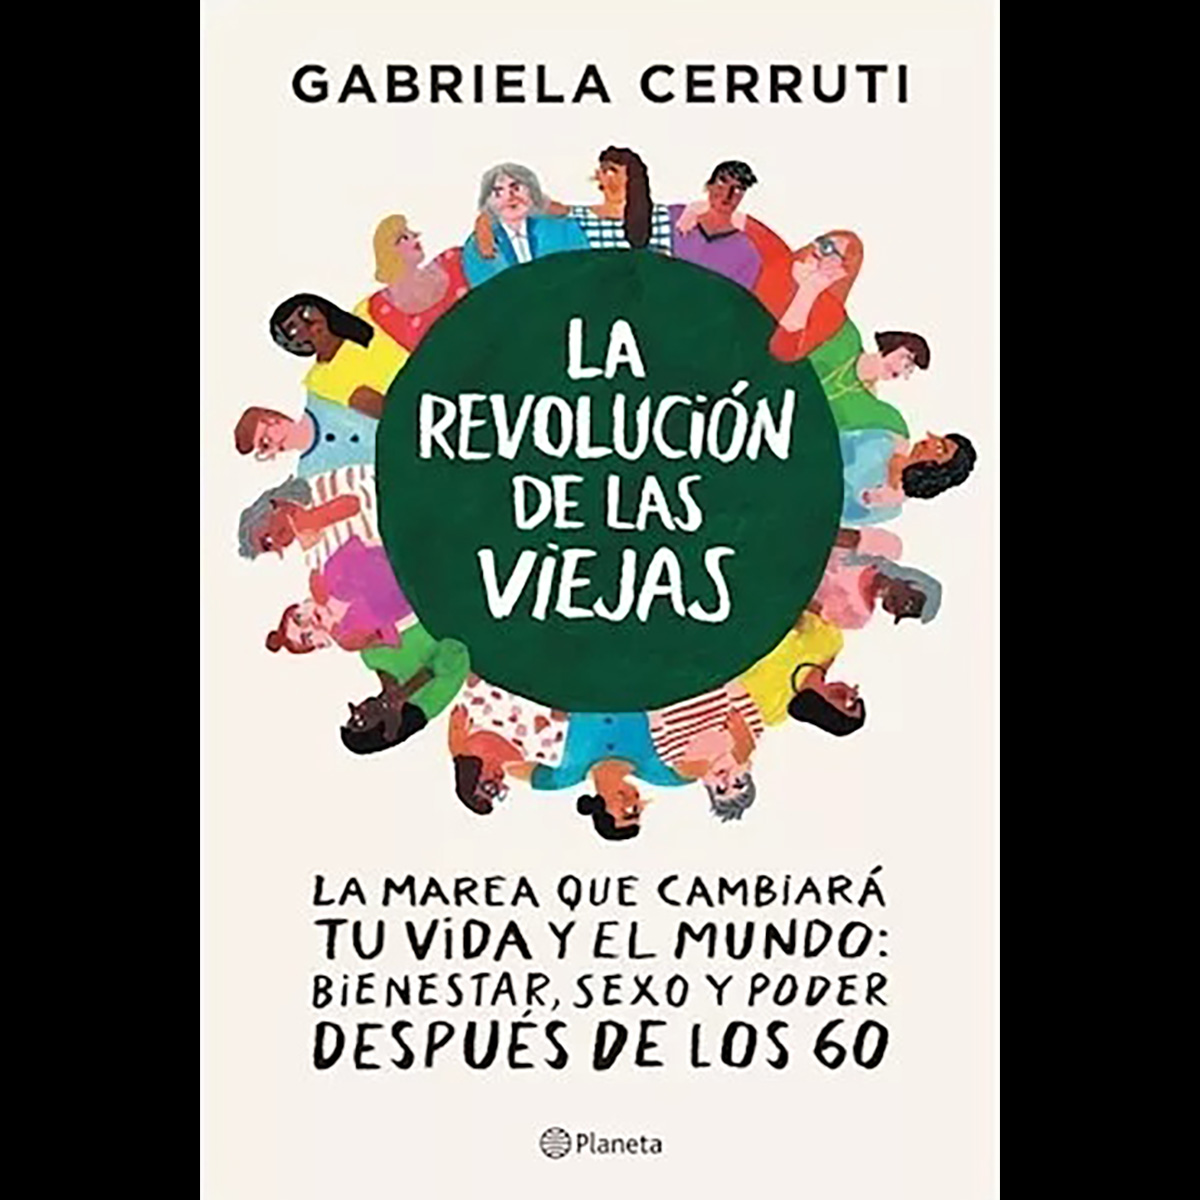 GABRIELA CERRUTI
LA
REVOLUCIÓN
DE LAS
VIEJAS
LA MAREA QUE CAMBIARÁ
TU VIDA Y EL MUNDO:
BIENESTAR, SEXO Y PODER
DESPUÉS DE LOS 60
Planeta